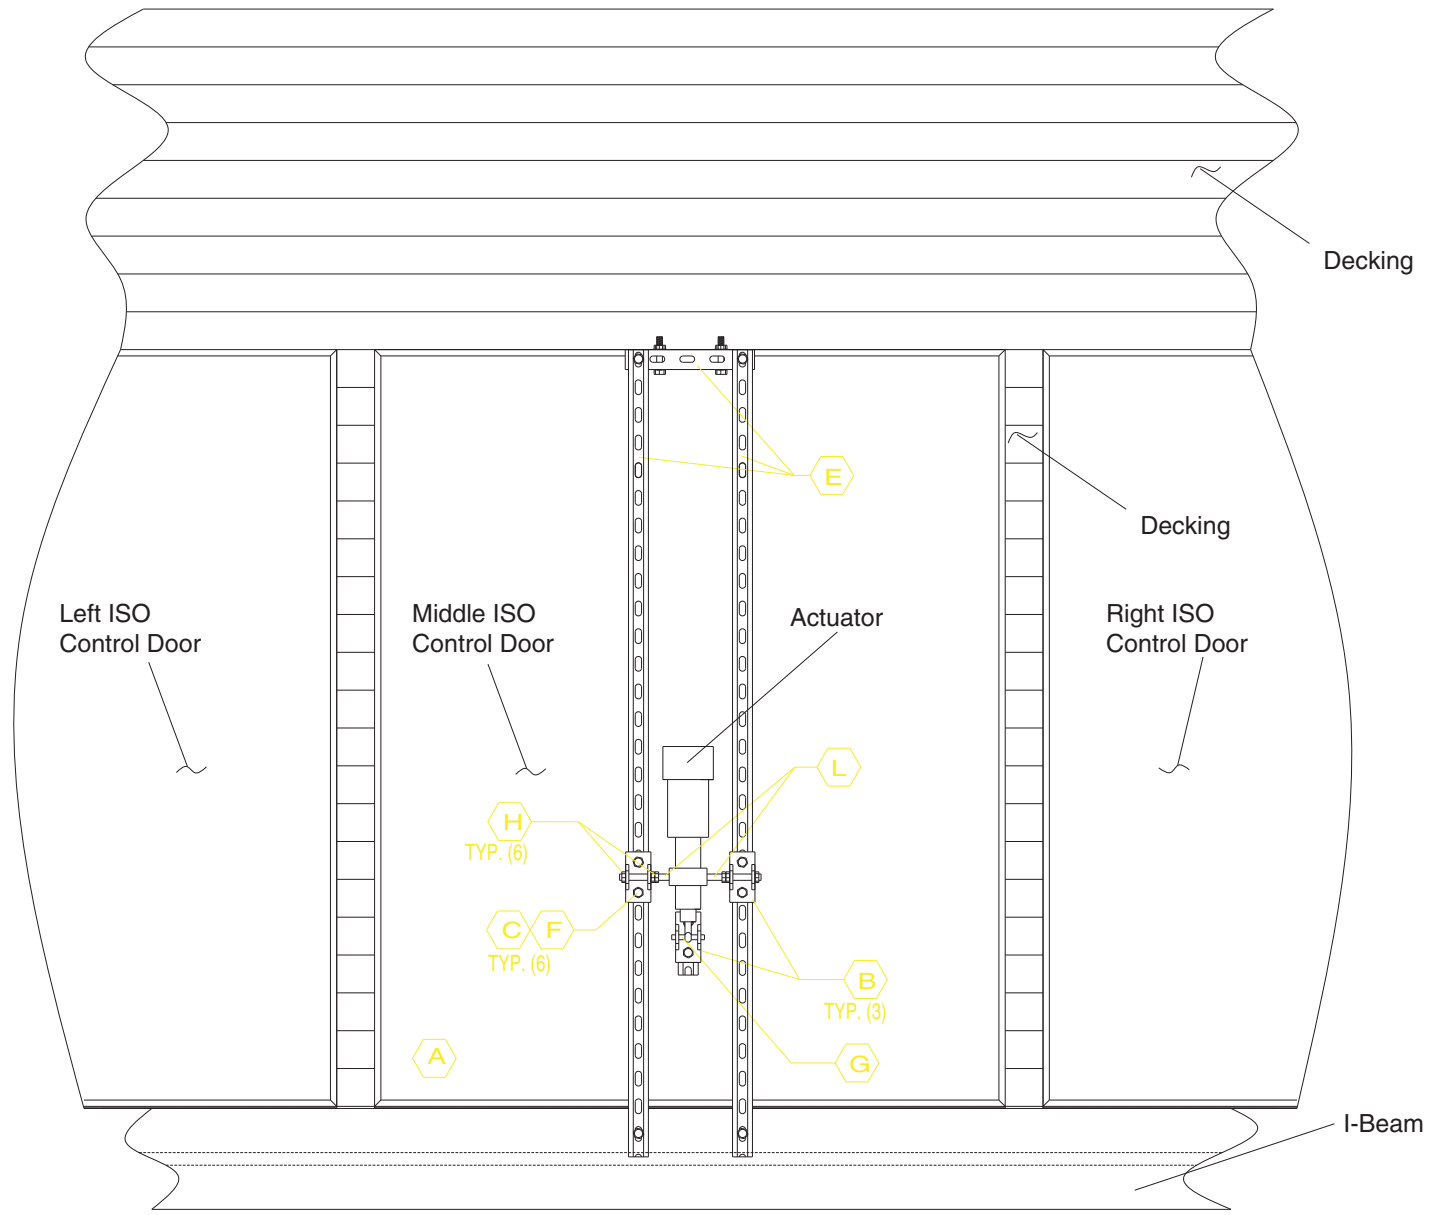 Decking
E
Decking
Left ISO
Control Door
Middle ISO
Control Door
Actuator
Right ISO
Control Door
L
H
TYP. (6)
C F
TYP. (6)
B
TYP. (3)
A
G
I-Beam